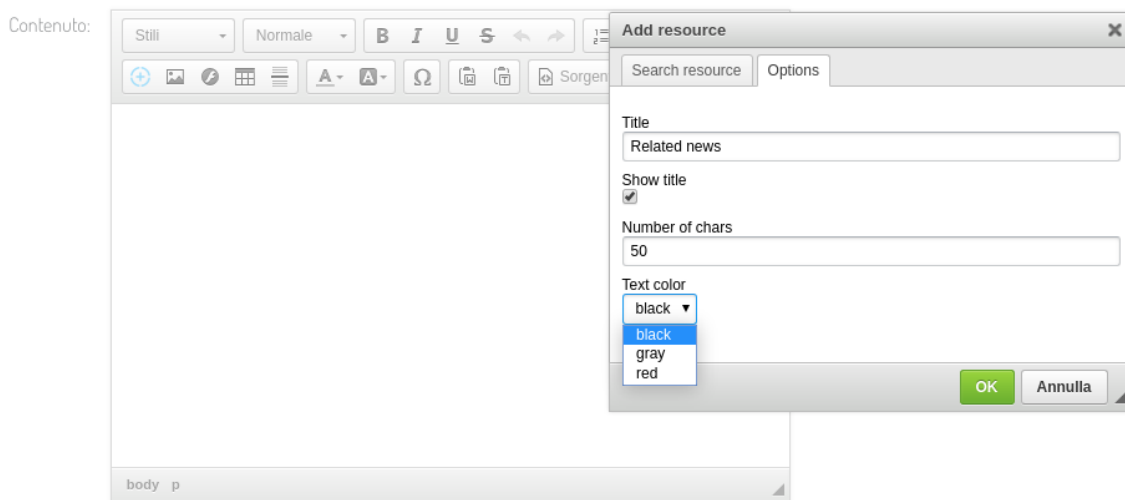 Contenuto:
Stili
Normale
B I U S
A A Ω
Sorgen
body p
Add resource
Search resource Options
Title
Related news
Show title
Number of chars
50
Text color
black
black
gray
red
OK Annulla